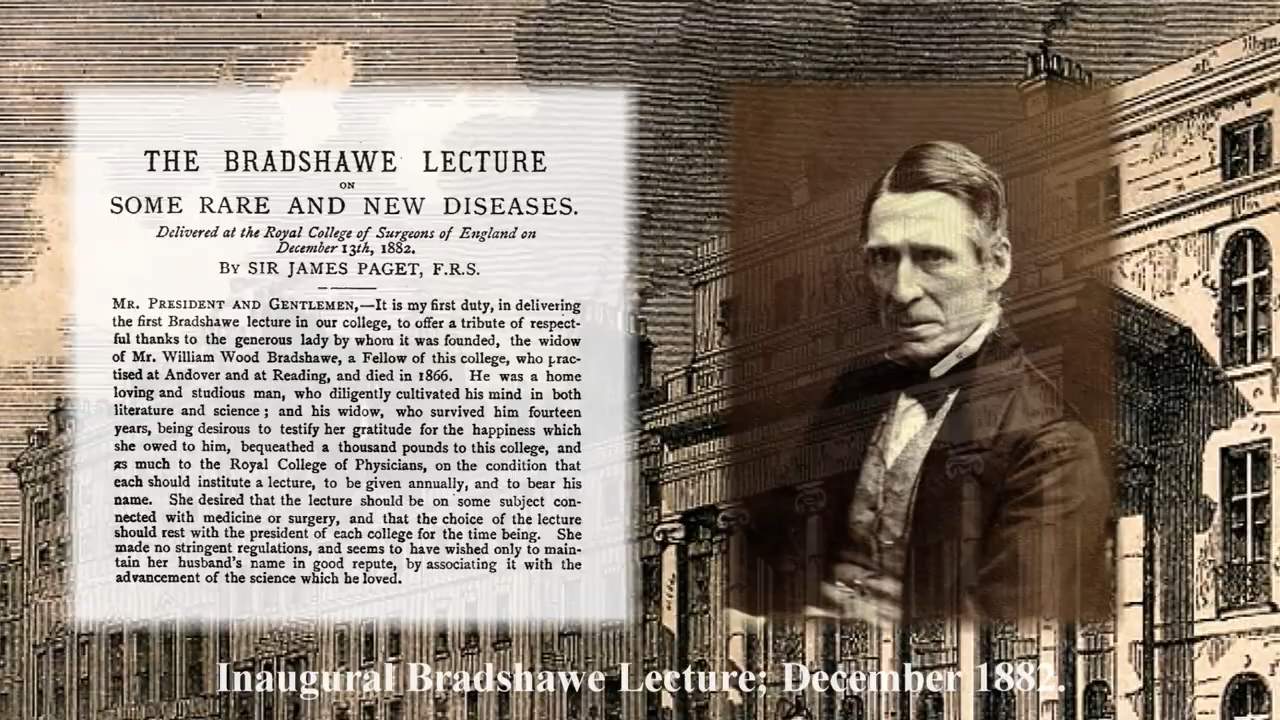 THE BRADSHAWE LECTURE
ON
SOME RARE AND NEW DISEASES.
Delivered at the Royal College of Surgeons of England on
December 13th, 1882.
BY SIR JAMES PAGET, F.R.S.
MR. PRESIDENT AND GENTLEMEN,—It is my first duty, in delivering
the first Bradshawe lecture in our college, to offer a tribute of respect-
ful thanks to the generous lady by whom it was founded, the widow
of Mr. William Wood Bradshawe, a Fellow of this college, who prac-
tised at Andover and at Reading, and died in 1866. He was a home
loving and studious man, who diligently cultivated his mind in both
literature and science; and his widow, who survived him fourteen
years, being desirous to testify her gratitude for the happiness which
she owed to him, bequeathed a thousand pounds to this college, and
as much to the Royal College of Physicians, on the condition that
each should institute a lecture, to be given annually, and to bear his
name. She desired that the lecture should be on some subject con-
nected with medicine or surgery, and that the choice of the lecture
should rest with the president of each college for the time being. She
made no stringent regulations, and seems to have wished only to main-
tain her husband's name in good repute, by associating it with the
advancement of the science which he loved.
Inaugural Bradshawe Lecture; December 1882.